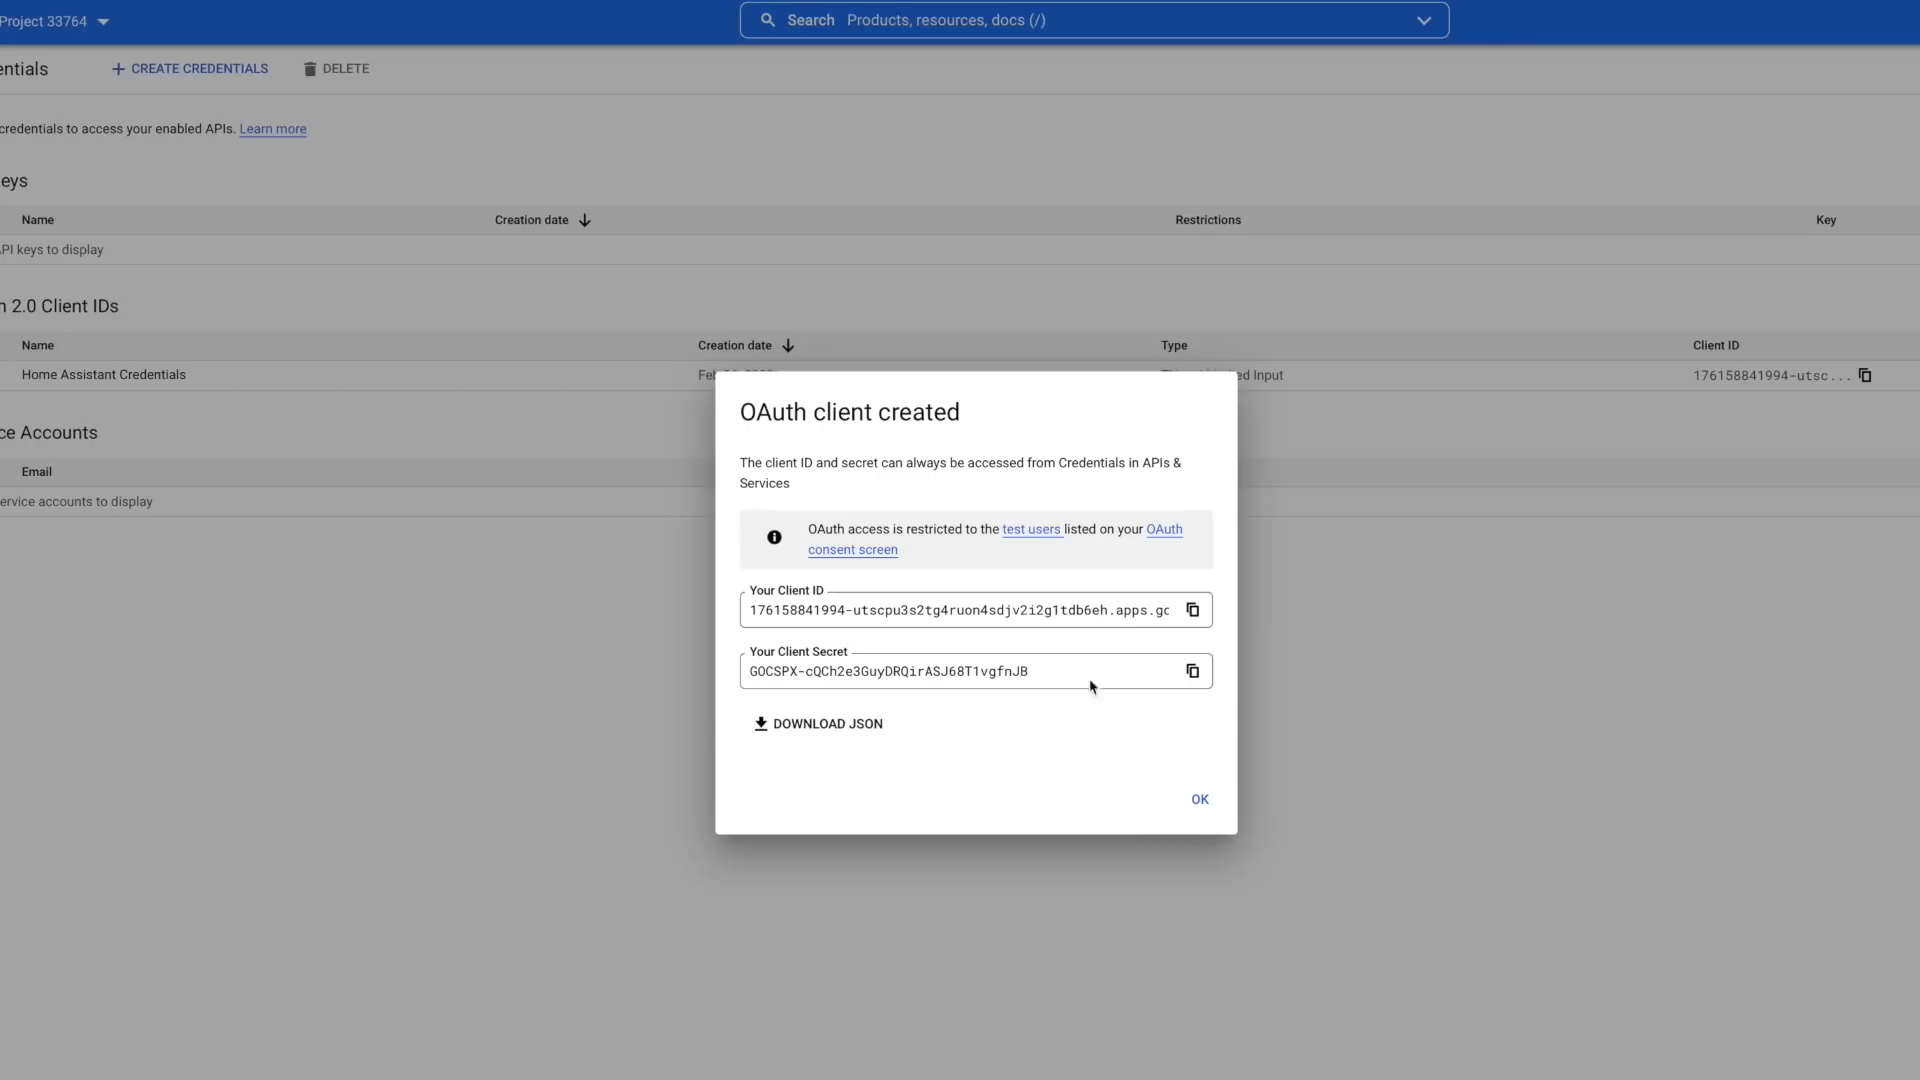 Project 33764
Search Products, resources, docs (/)
entials
CREATE CREDENTIALS
DELETE
credentials to access your enabled APIs. Learn more
eys
Name Creation date Restrictions Key
PI keys to display
2.0 Client IDs
Name Creation date Type Client ID
Home Assistant Credentials
ed Input
176158841994-utsc...
ce Accounts
Email
ervice accounts to display
OAuth client created
The client ID and secret can always be accessed from Credentials in APIs &
Services
OAuth access is restricted to the test users listed on your OAuth
consent screen
Your Client ID
176158841994-utscpu3s2tg4ruon4sdjv2i2g1tdb6eh.apps.gc
Your Client Secret
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
DOWNLOAD JSON
OK